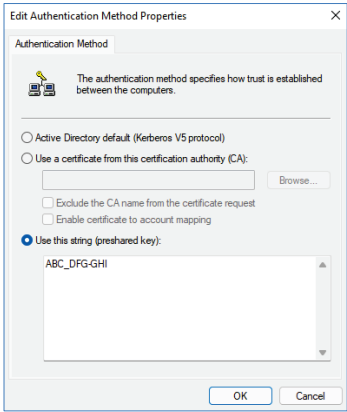 Edit Authentication Method Properties
Authentication Method
The authentication method specifies how trust is established
between the computers.
Active Directory default (Kerberos V5 protocol)
Use a certificate from this certification authority (CA):
Browse...
Exclude the CA name from the certificate request
Enable certificate to account mapping
Use this string (preshared key):
ABC_DFG-GHI
OK Cancel